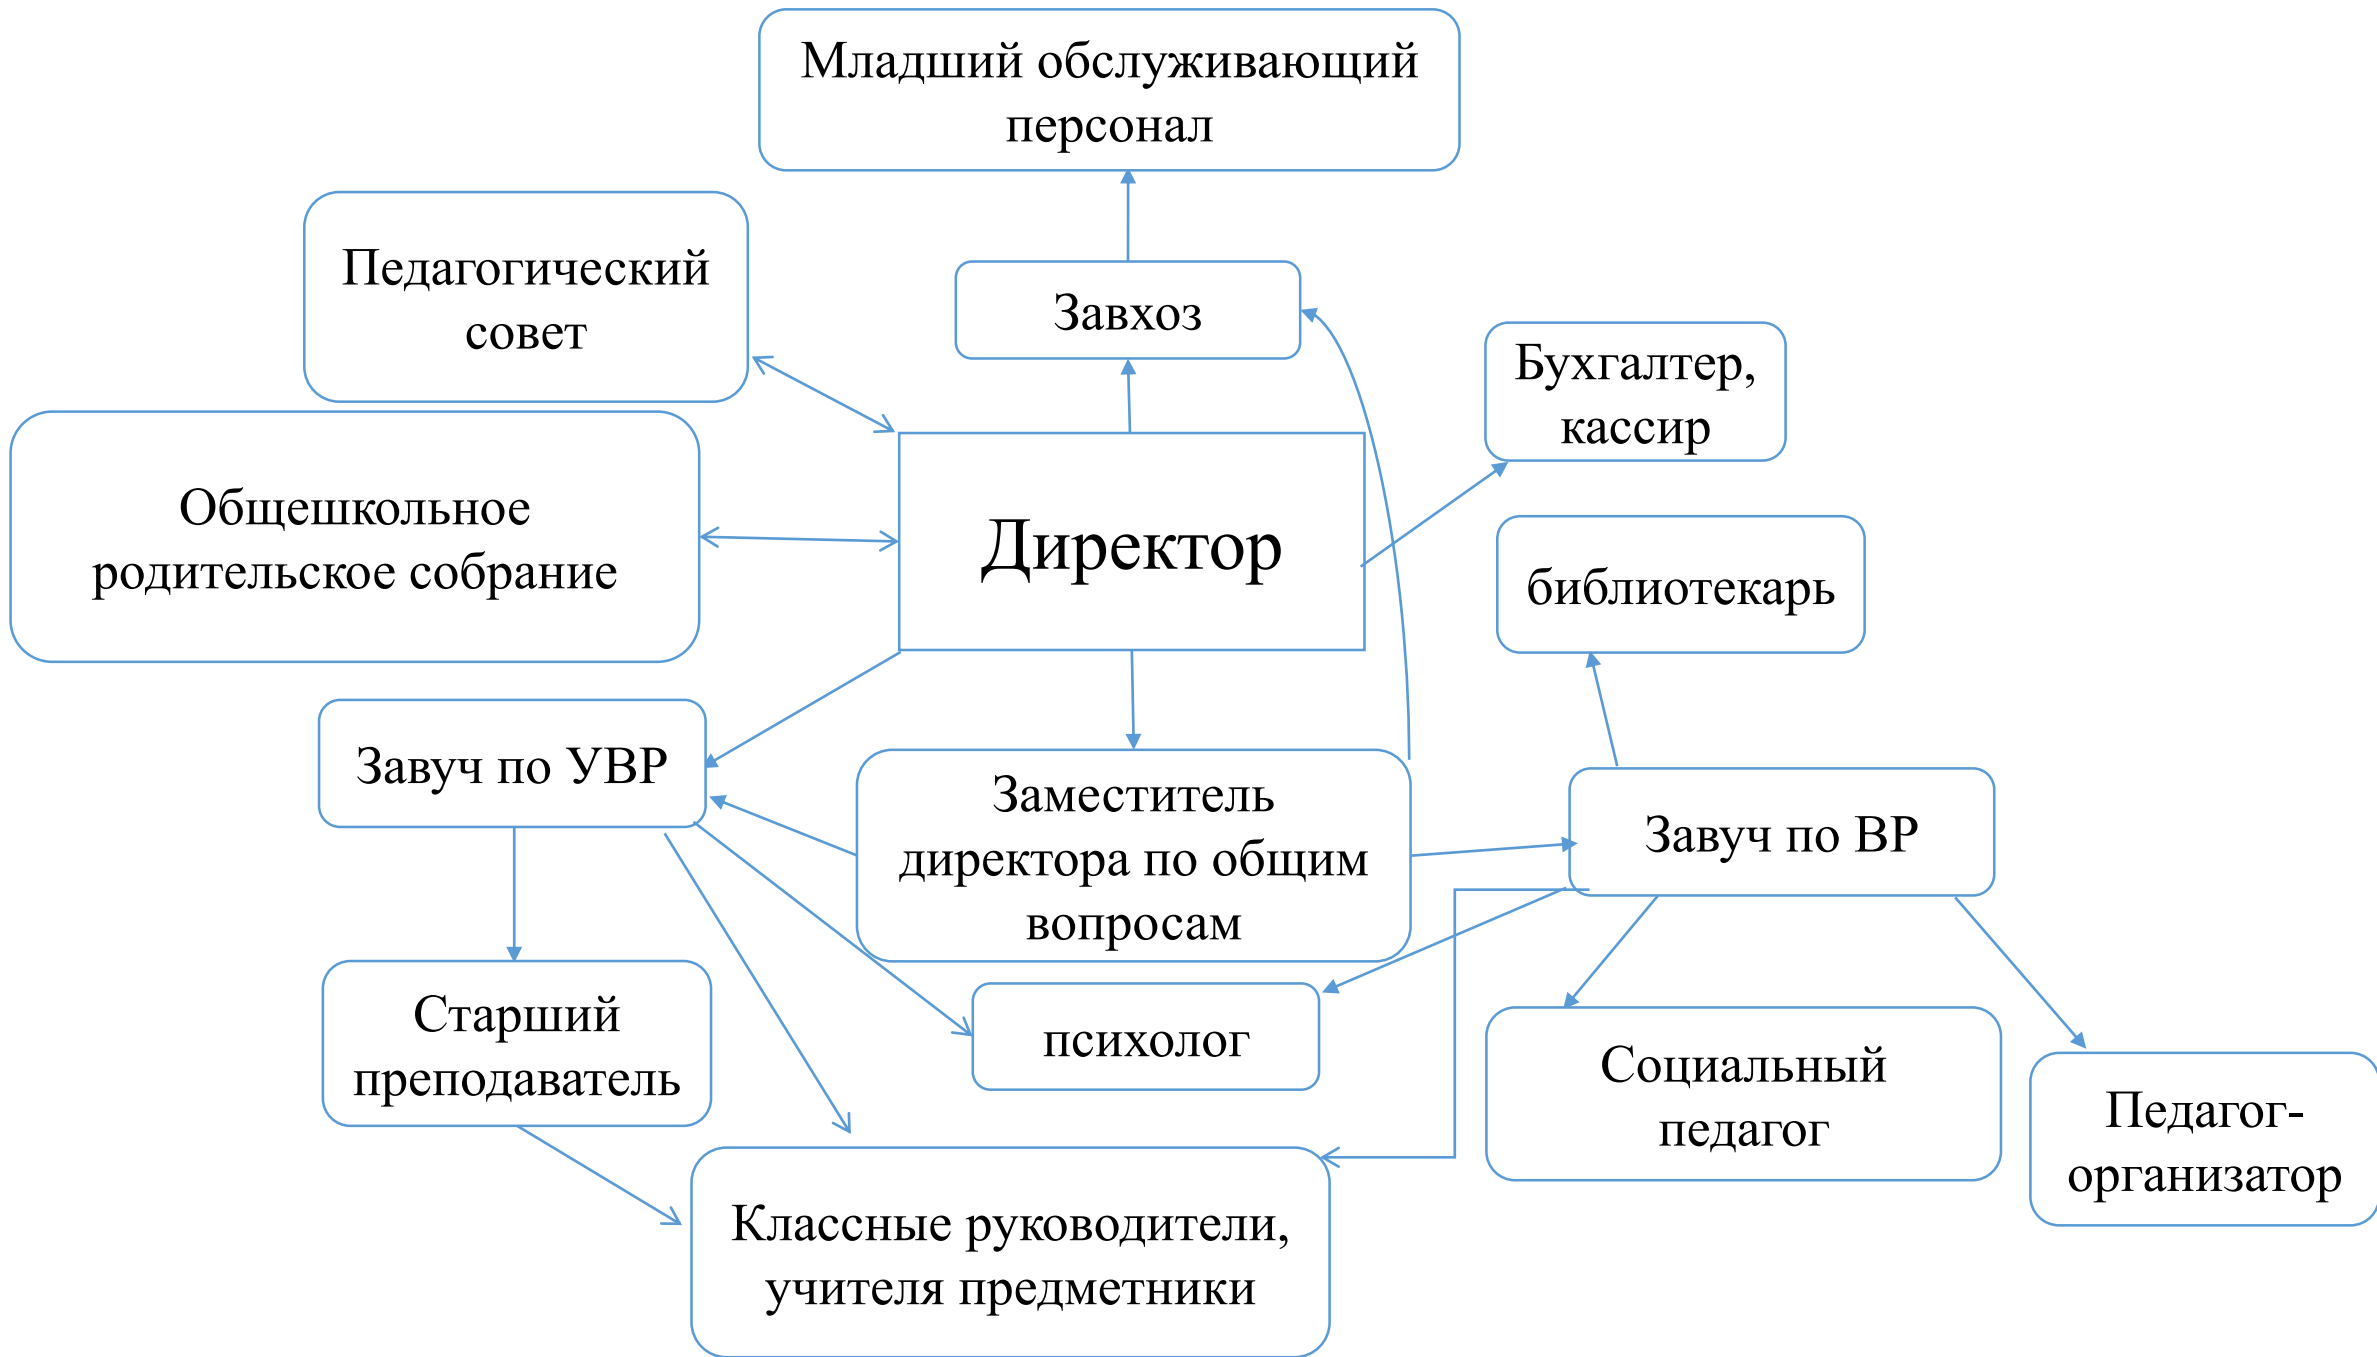 Младший обслуживающий
персонал
Педагогический
совет
Завхоз
Бухгалтер,
кассир
Общешкольное
родительское собрание
Директор
библиотекарь
Завуч по УВР
Заместитель
директора по общим
вопросам
Завуч по ВР
Старший
преподаватель
психолог
Социальный
педагог
Педагог-
организатор
Классные руководители,
учителя предметники